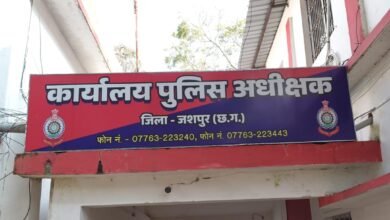 कार्यालय पुलिस अधीक्षक
जिला - जशपुर (छ.ग.)
फोन नं - 07763-223240, फोन नं. 07763-223443